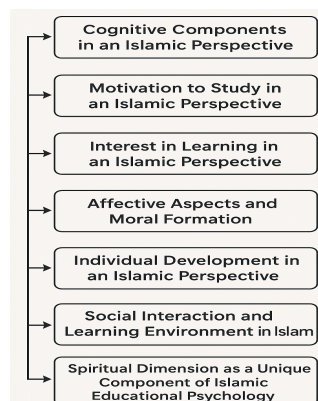 Cognitive Components
in an Islamic Perspective
Motivation to Study in
an Islamic Perspective
Interest in Learning in
an Islamic Perspective
Affective Aspects and
Moral Formation
Individual Development in
an Islamic Perspective
Social Interaction and
Learning Environment in Islam
Spiritual Dimension as a Unique
Component of Islamic
Educational Psychology